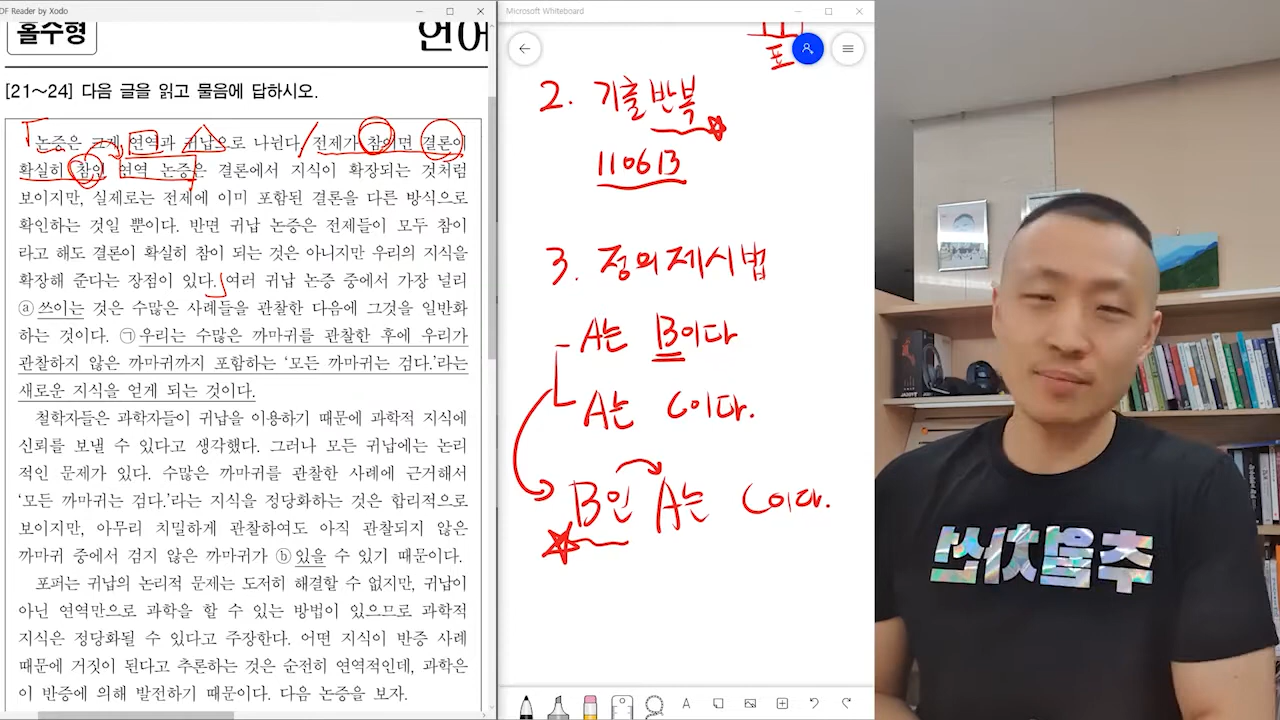 DF Reader by Xodo
홀수형
언어
[21～24] 다음 글을 읽고 물음에 답하시오.
논증은 크게 연역과 귀납으로 나뉜다. 전제가 참이면 결론이
확실히 참인 연역 논증은 결론에서 지식이 확장되는 것처럼
보이지만, 실제로는 전제에 이미 포함된 결론을 다른 방식으로
확인하는 것일 뿐이다. 반면 귀납 논증은 전제들이 모두 참이
라고 해도 결론이 확실히 참이 되는 것은 아니지만 우리의 지식을
확장해 준다는 장점이 있다. 여러 귀납 논증 중에서 가장 널리
ⓐ 쓰이는 것은 수많은 사례들을 관찰한 다음에 그것을 일반화
하는 것이다. ㉠ 우리는 수많은 까마귀를 관찰한 후에 우리가
관찰하지 않은 까마귀까지 포함하는 ‘모든 까마귀는 검다.’라는
새로운 지식을 얻게 되는 것이다.
철학자들은 과학자들이 귀납을 이용하기 때문에 과학적 지식에
신뢰를 보낼 수 있다고 생각했다. 그러나 모든 귀납에는 논리
적인 문제가 있다. 수많은 까마귀를 관찰한 사례에 근거해서
‘모든 까마귀는 검다.’라는 지식을 정당화하는 것은 합리적으로
보이지만, 아무리 치밀하게 관찰하여도 아직 관찰되지 않은
까마귀 중에서 검지 않은 까마귀가 ⓑ 있을 수 있기 때문이다.
포퍼는 귀납의 논리적 문제는 도저히 해결할 수 없지만, 귀납이
아닌 연역만으로 과학을 할 수 있는 방법이 있으므로 과학적
지식은 정당화될 수 있다고 주장한다. 어떤 지식이 반증 사례
때문에 거짓이 된다고 추론하는 것은 순전히 연역적인데, 과학은
이 반증에 의해 발전하기 때문이다. 다음 논증을 보자.
Microsoft Whiteboard
표
2. 기출 반복
110613
3. 정의제시법
- A는 B이다
A는 C이다.
B인 A는 C이다.
A